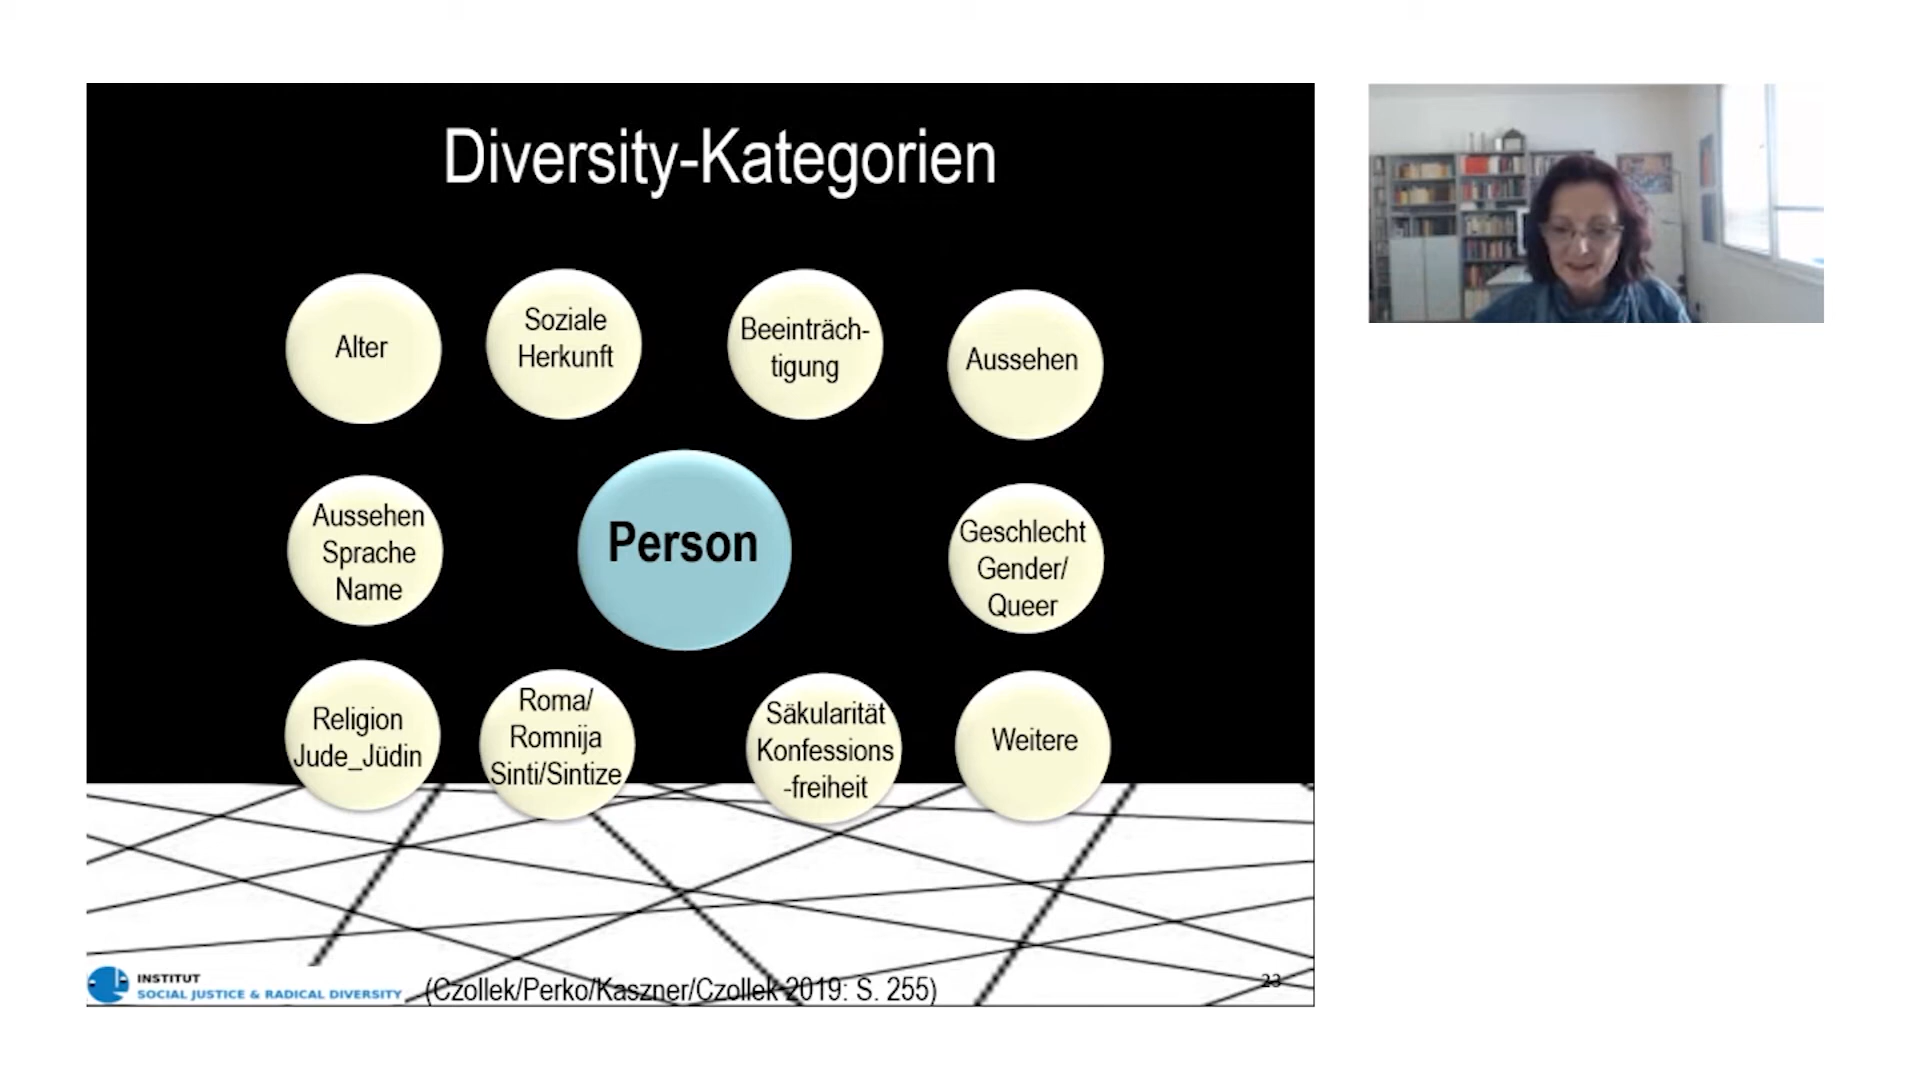 Diversity-Kategorien
Alter
Soziale
Herkunft
Beeinträch-
tigung
Aussehen
Aussehen
Sprache
Name
Person
Geschlecht
Gender/
Queer
Religion
Jude_Jüdin
Roma/
Romnija
Sinti/Sintize
Säkularität
Konfessions
-freiheit
Weitere
INSTITUT
SOCIAL JUSTICE & RADICAL DIVERSITY
(Czollek/Perko/Kaszner/Czollek 2019: S. 255)
23